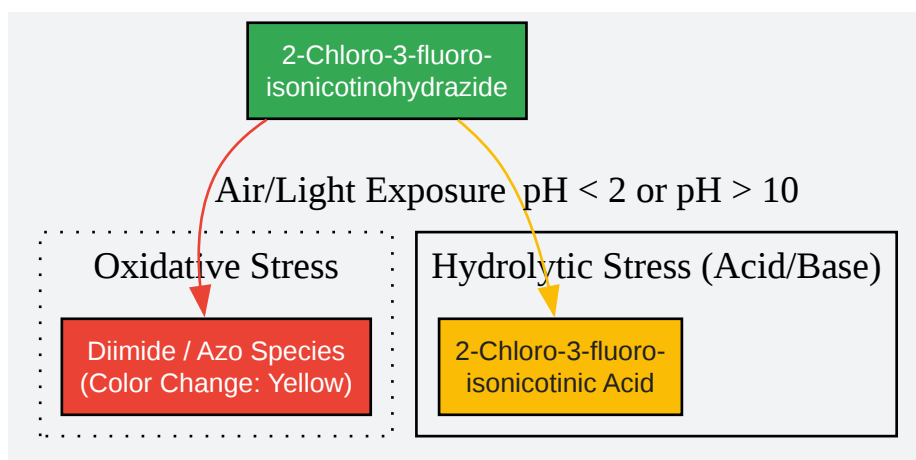 2-Chloro-3-fluoro-
isonicotinohydrazide
Air/Light Exposure
pH < 2 or pH > 10
Oxidative Stress
Hydrolytic Stress (Acid/Base)
Diimide / Azo Species
(Color Change: Yellow)
2-Chloro-3-fluoro-
isonicotinic Acid